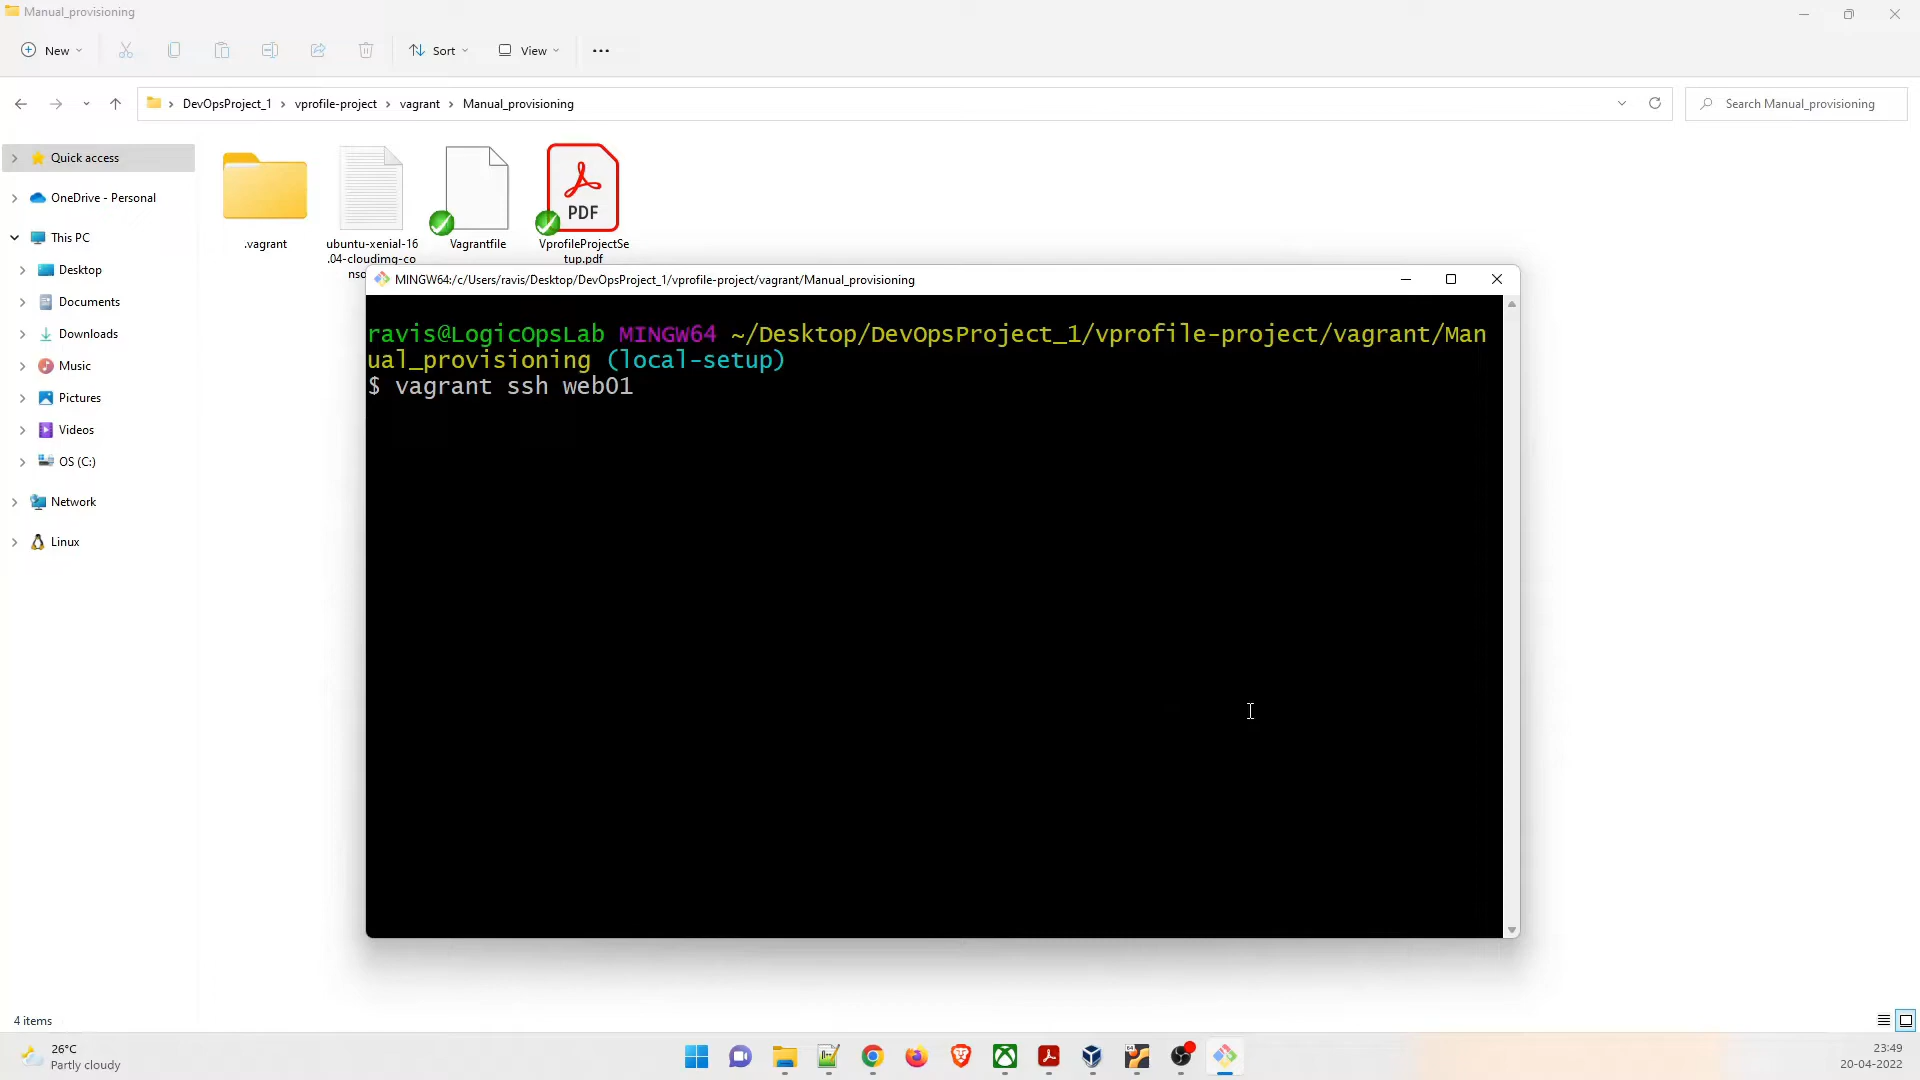 Manual_provisioning
New
Sort
View
DevOpsProject_1
vprofile-project
vagrant
Manual_provisioning
Search Manual_provisioning
Quick access
OneDrive - Personal
This PC
Desktop
Documents
Downloads
Music
Pictures
Videos
OS (C:)
Network
Linux
.vagrant
ubuntu-xenial-16
.04-cloudimg-co
nso
Vagrantfile
PDF
VprofileProjectSe
tup.pdf
MINGW64:/c/Users/ravis/Desktop/DevOpsProject_1/vprofile-project/vagrant/Manual_provisioning
ravis@LogicOpsLab MINGW64 ~/Desktop/DevOpsProject_1/vprofile-project/vagrant/Man
ual_provisioning (local-setup)
$ vagrant ssh web01
4 items
26°C
Partly cloudy
23:49
20-04-2022